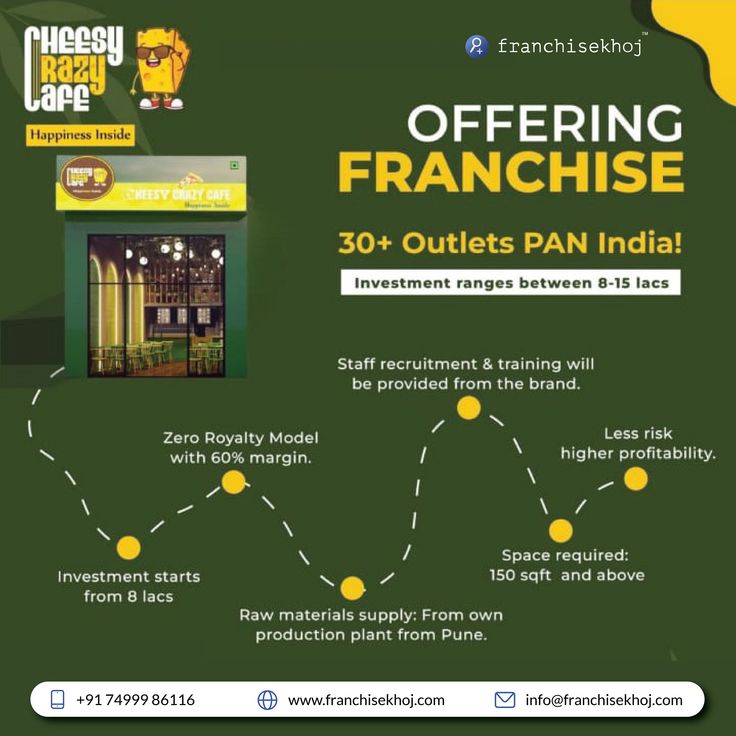 CHEESY
CRAZY
CAFE
Happiness Inside
franchisekhoj™
OFFERING
FRANCHISE
30+ Outlets PAN India!
Investment ranges between 8-15 lacs
CHEESY CRAZY CAFE
Happiness Inside
Staff recruitment & training will
be provided from the brand.
Zero Royalty Model
with 60% margin.
Less risk
higher profitability.
Investment starts
from 8 lacs
Space required:
150 sqft and above
Raw materials supply: From own
production plant from Pune.
+91 74999 86116
www.franchisekhoj.com
info@franchisekhoj.com